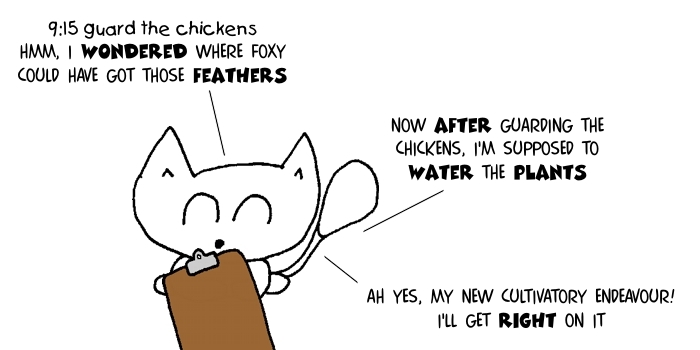 9:15 guard the chickens
HMM, I WONDERED WHERE FOXY
COULD HAVE GOT THOSE FEATHERS
NOW AFTER GUARDING THE
CHICKENS, I'M SUPPOSED TO
WATER THE PLANTS
AH YES, MY NEW CULTIVATORY ENDEAVOUR!
I'LL GET RIGHT ON IT